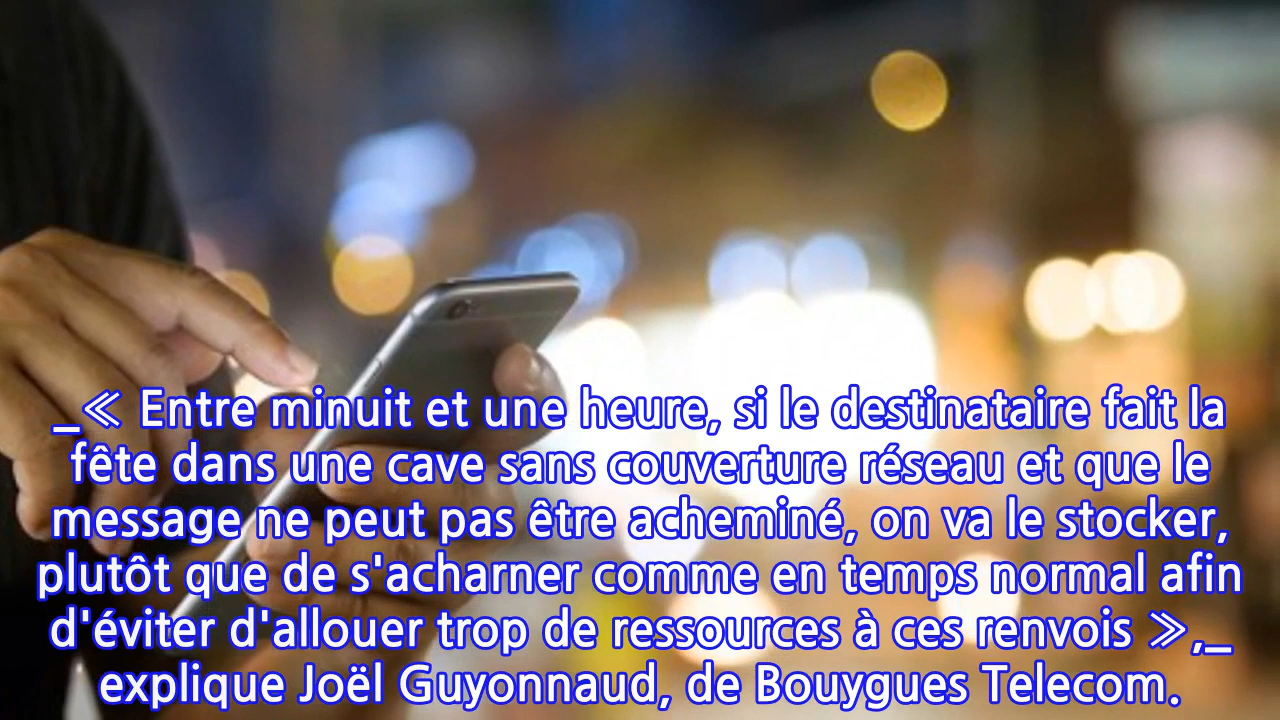 _≪ Entre minuit et une heure, si le destinataire fait la
fête dans une cave sans couverture réseau et que le
message ne peut pas être acheminé, on va le stocker,
plutôt que de s'acharner comme en temps normal afin
d'éviter d'allouer trop de ressources à ces renvois ≫,_
explique Joël Guyonnaud, de Bouygues Telecom.